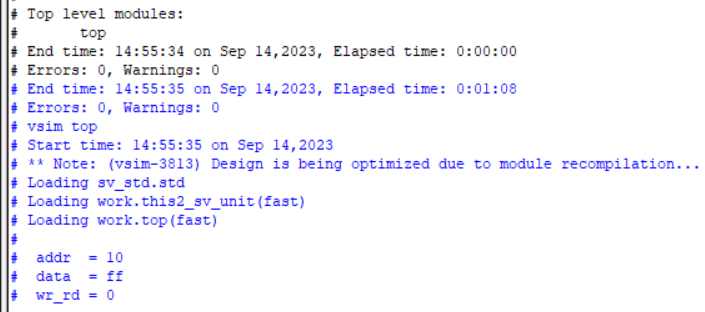 # Top level modules:
#       top
# End time: 14:55:34 on Sep 14,2023, Elapsed time: 0:00:00
# Errors: 0, Warnings: 0
# End time: 14:55:35 on Sep 14,2023, Elapsed time: 0:01:08
# Errors: 0, Warnings: 0
# vsim top
# Start time: 14:55:35 on Sep 14,2023
# ** Note: (vsim-3813) Design is being optimized due to module recompilation...
# Loading sv_std.std
# Loading work.this2_sv_unit(fast)
# Loading work.top(fast)
#
#  addr  = 10
#  data  = ff
#  wr_rd = 0